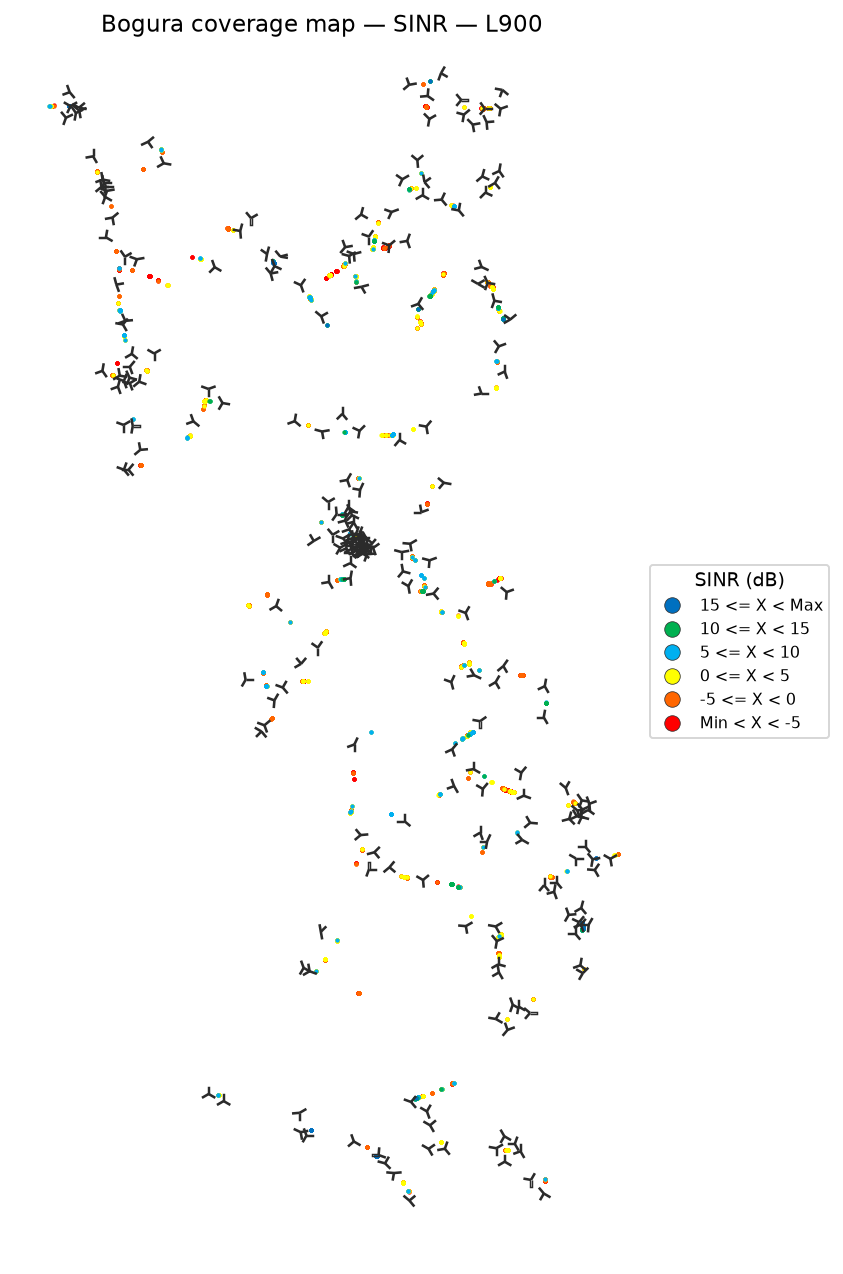 Bogura coverage map — SINR — L900
SINR (dB)
15 <= X < Max
10 <= X < 15
5 <= X < 10
0 <= X < 5
-5 <= X < 0
Min < X < -5